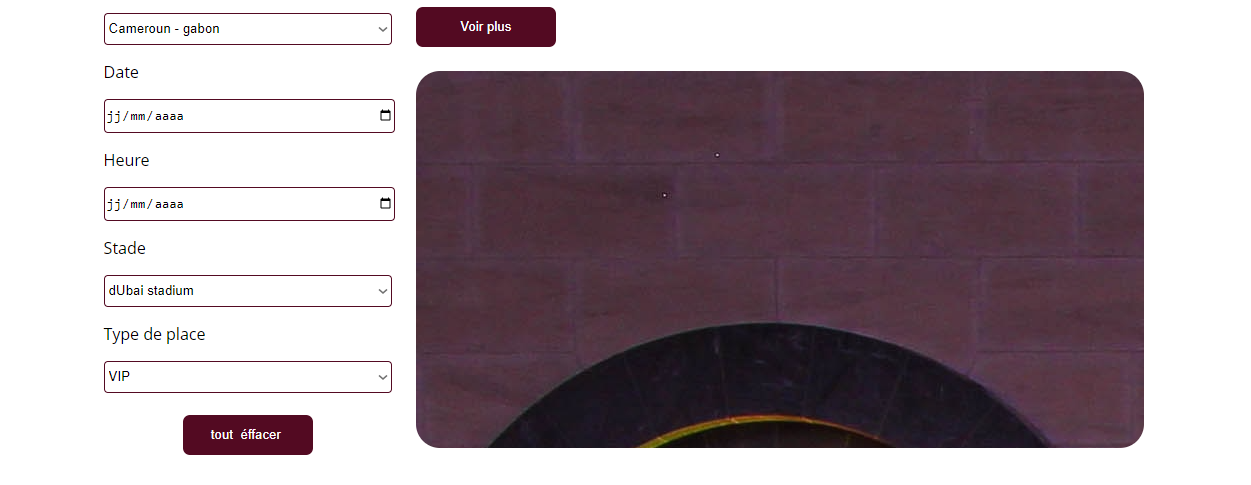 Cameroun - gabon
Voir plus
Date
jj/mm/aaaa
Heure
jj/mm/aaaa
Stade
dUbai stadium
Type de place
VIP
tout éffacer